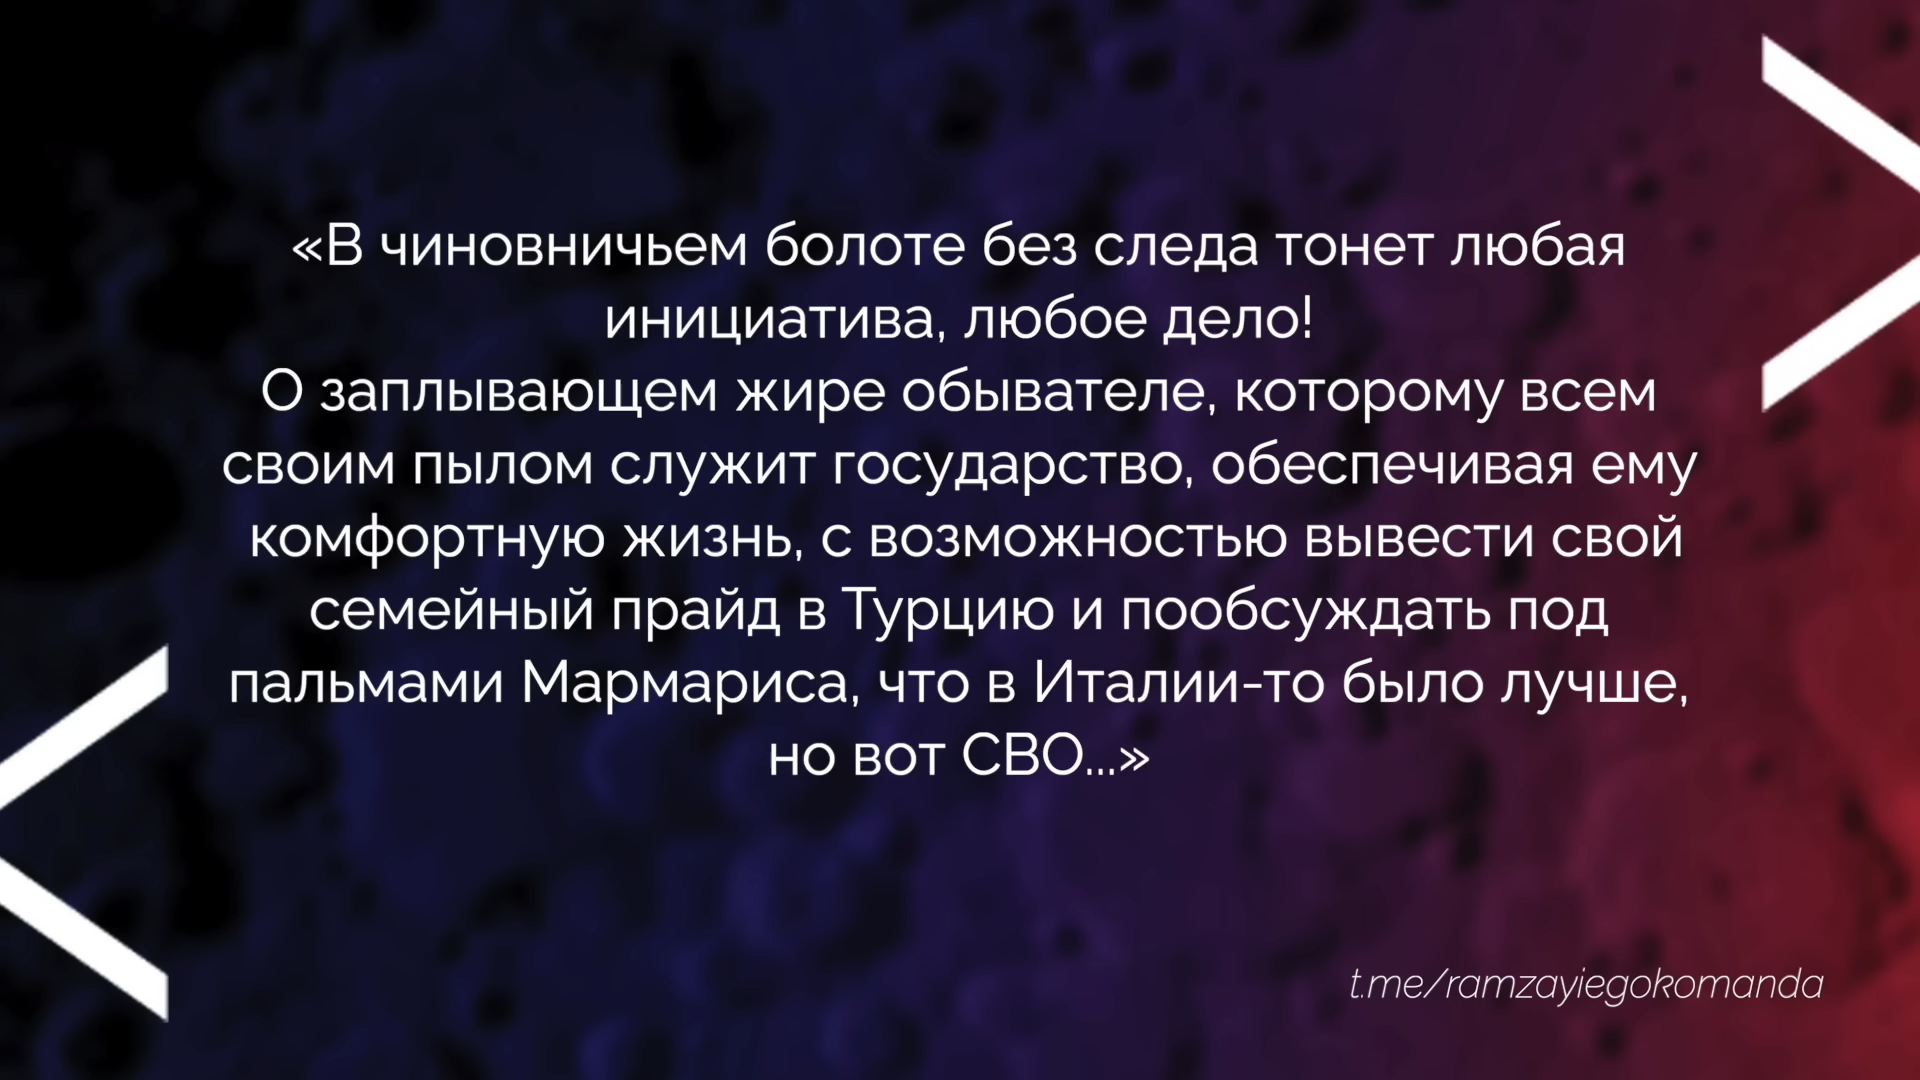 «В чиновничьем болоте без следа тонет любая
инициатива, любое дело!
О заплывающем жире обывателе, которому всем
своим пылом служит государство, обеспечивая ему
комфортную жизнь, с возможностью вывести свой
семейный прайд в Турцию и пообсуждать под
пальмами Мармариса, что в Италии-то было лучше,
но вот СВО...»
t.me/ramzayiegokomanda